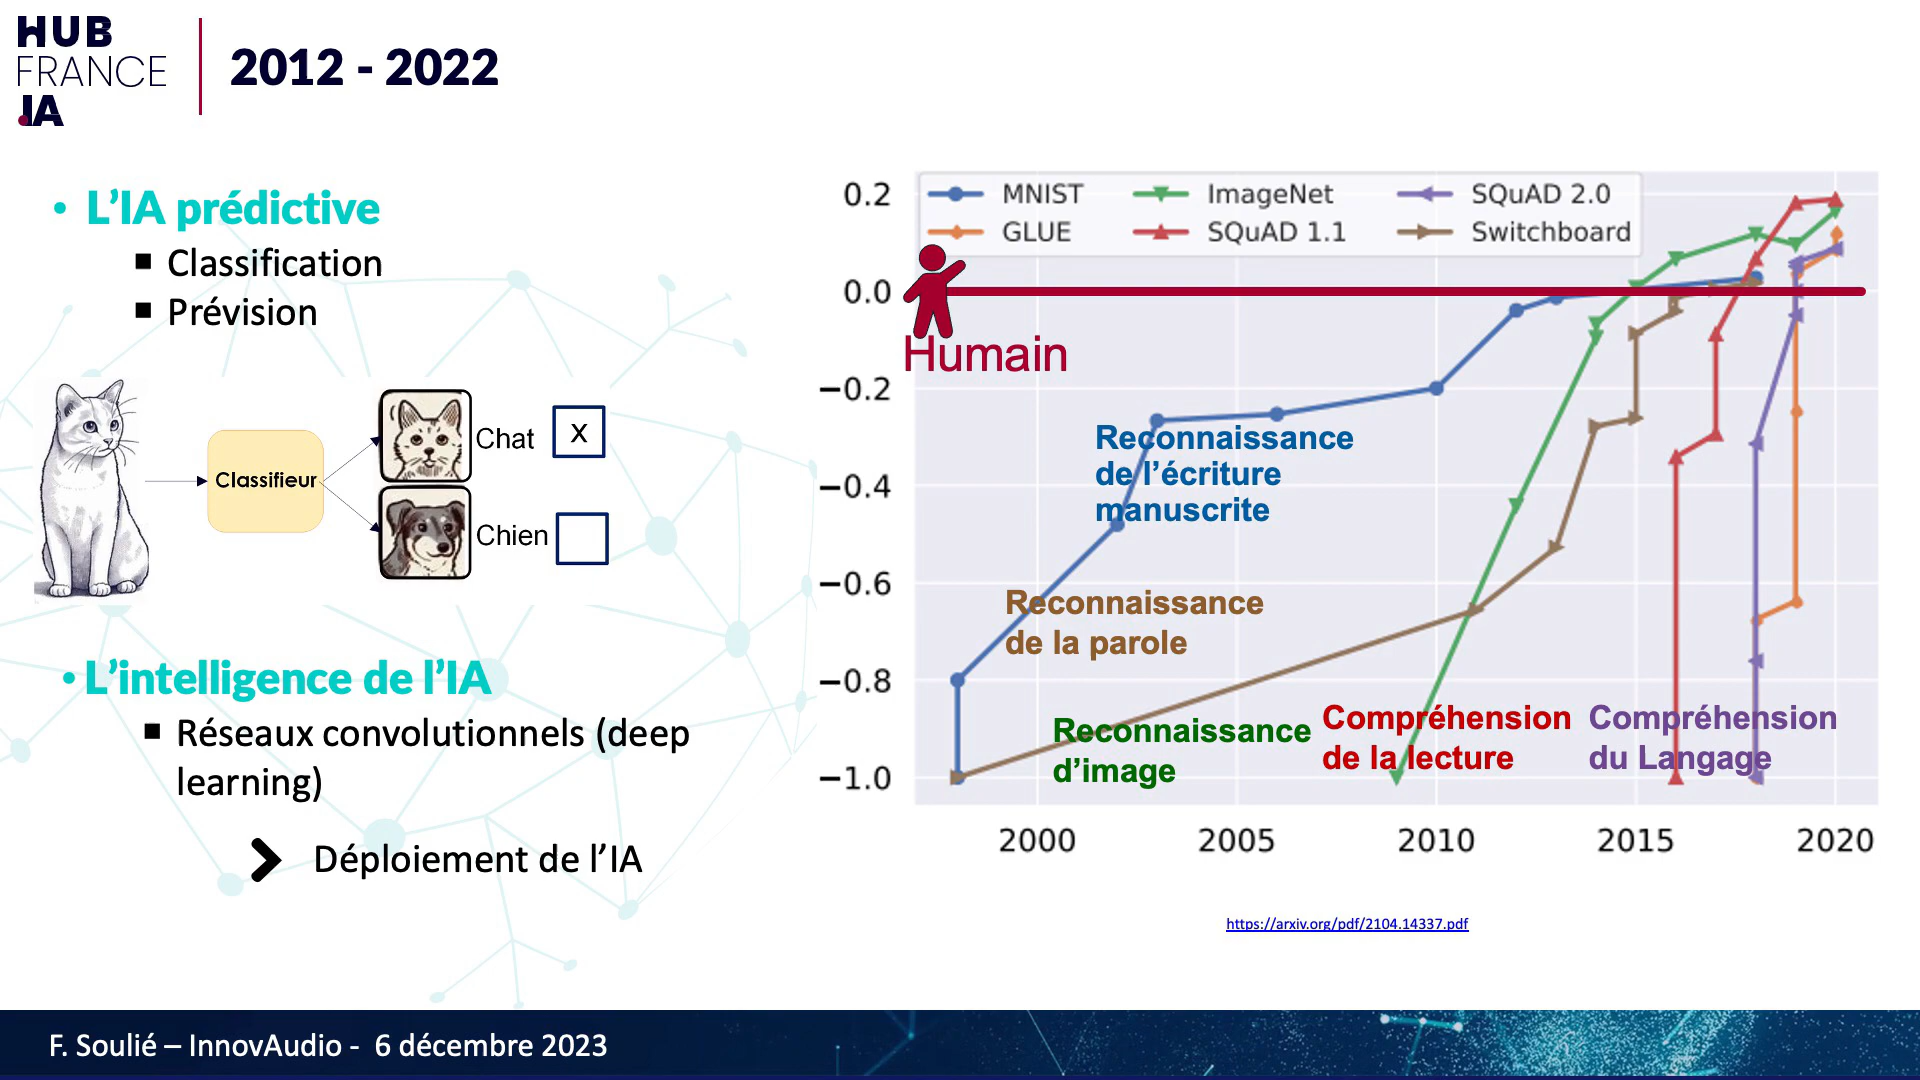 HUB
FRANCE
.IA
2012 - 2022
• L’IA prédictive
▪ Classification
▪ Prévision
Classifieur
Chat
x
Chien
• L’intelligence de l’IA
▪ Réseaux convolutionnels (deep
learning)
Déploiement de l’IA
MNIST
ImageNet
SQuAD 2.0
GLUE
SQuAD 1.1
Switchboard
0.2
0.0
−0.2
−0.4
−0.6
−0.8
−1.0
Humain
Reconnaissance
de l’écriture
manuscrite
Reconnaissance
de la parole
Reconnaissance
d’image
Compréhension
de la lecture
Compréhension
du Langage
2000 2005 2010 2015 2020
https://arxiv.org/pdf/2104.14337.pdf
F. Soulié – InnovAudio - 6 décembre 2023